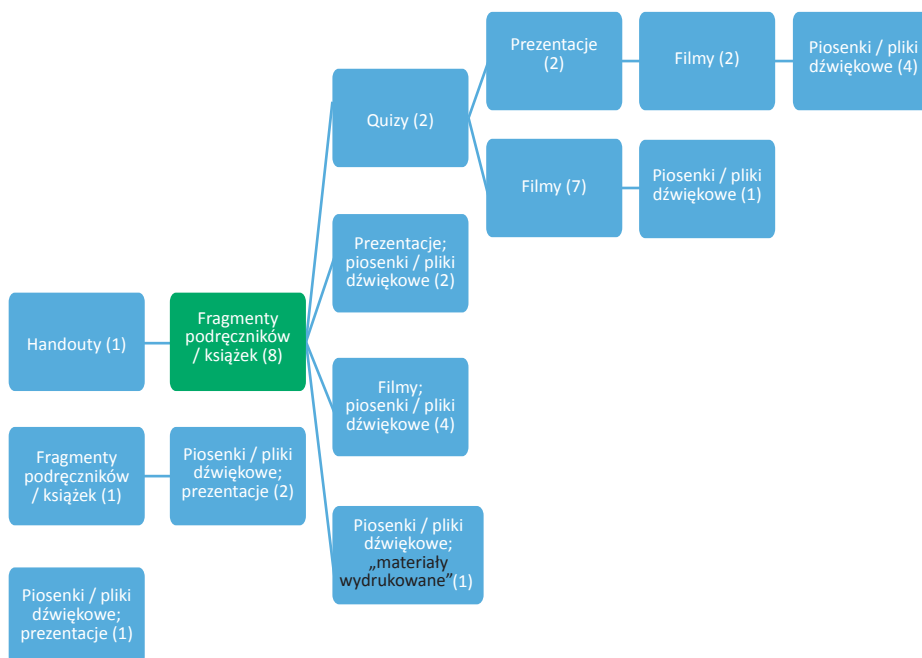 Prezentacje
(2)
Filmy (2)
Piosenki / pliki
dźwiękowe (4)
Quizy (2)
Filmy (7)
Piosenki / pliki
dźwiękowe (1)
Prezentacje;
piosenki / pliki
dźwiękowe (2)
Handouty (1)
Fragmenty
podręczników
/ książek (8)
Filmy;
piosenki / pliki
dźwiękowe (4)
Fragmenty
podręczników
/ książek (1)
Piosenki / pliki
dźwiękowe;
prezentacje (2)
Piosenki / pliki
dźwiękowe;
„materiały
wydrukowane” (1)
Piosenki / pliki
dźwiękowe;
prezentacje (1)